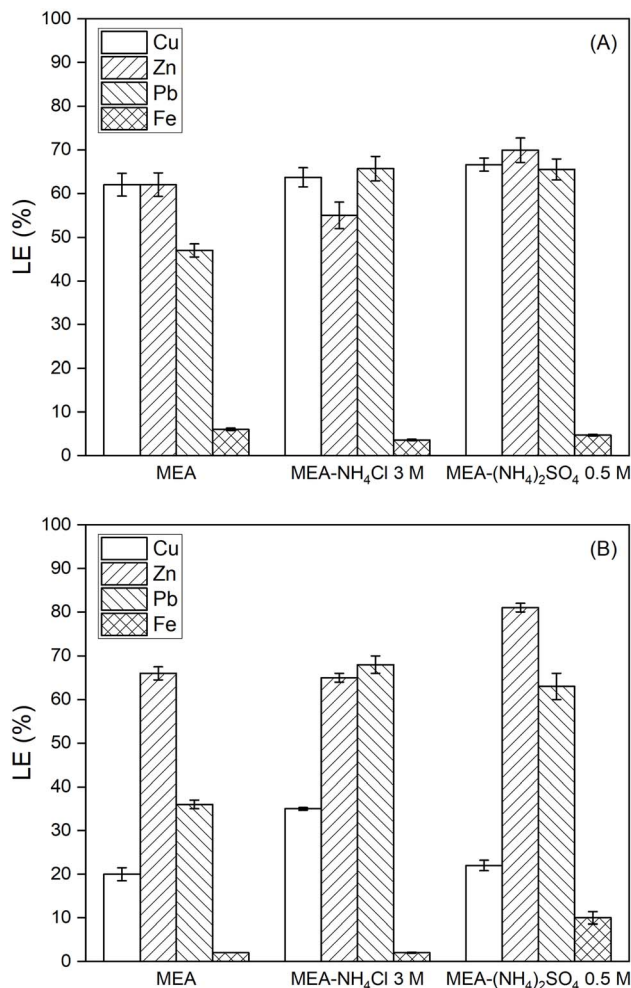 100
90
80
70
60
50
40
30
20
10
0
LE (%)
Cu
Zn
Pb
Fe
(A)
MEA
MEA-NH₄Cl 3 M
MEA-(NH₄)₂SO₄ 0.5 M
100
90
80
70
60
50
40
30
20
10
0
LE (%)
Cu
Zn
Pb
Fe
(B)
MEA
MEA-NH₄Cl 3 M
MEA-(NH₄)₂SO₄ 0.5 M